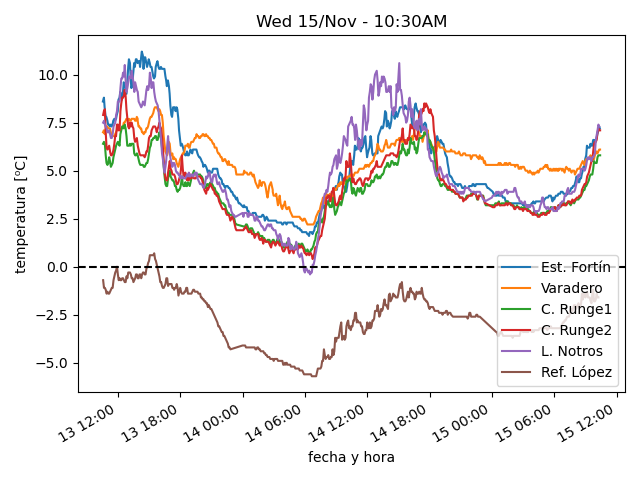 Wed 15/Nov - 10:30AM
temperatura [ºC]
10.0
7.5
5.0
2.5
0.0
−2.5
−5.0
Est. Fortín
Varadero
C. Runge1
C. Runge2
L. Notros
Ref. López
13 12:00
13 18:00
14 00:00
14 06:00
14 12:00
14 18:00
15 00:00
15 06:00
15 12:00
fecha y hora